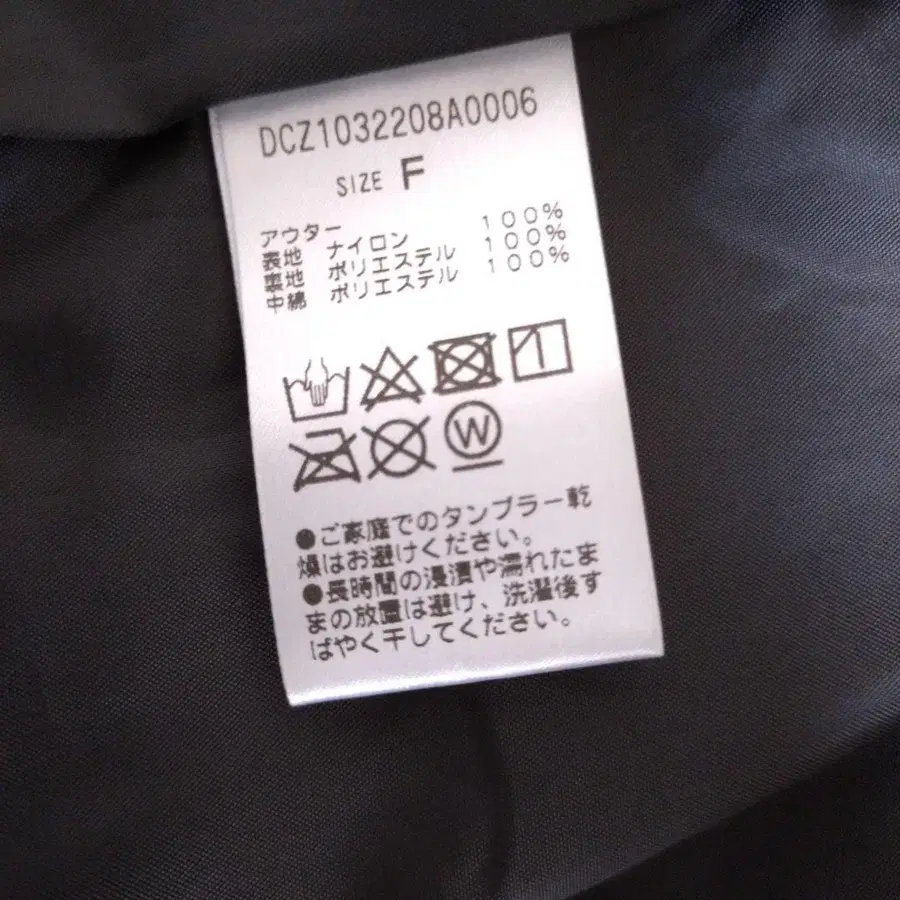 DCZ1032208A0006
SIZE F
アウター
表地 ナイロン 100%
裏地 ポリエステル 100%
中綿 ポリエステル 100%
W
●ご家庭でのタンブラー乾
燥はお避けください。
●長時間の浸漬や濡れたま
まの放置は避け、洗濯後す
ばやく干してください。